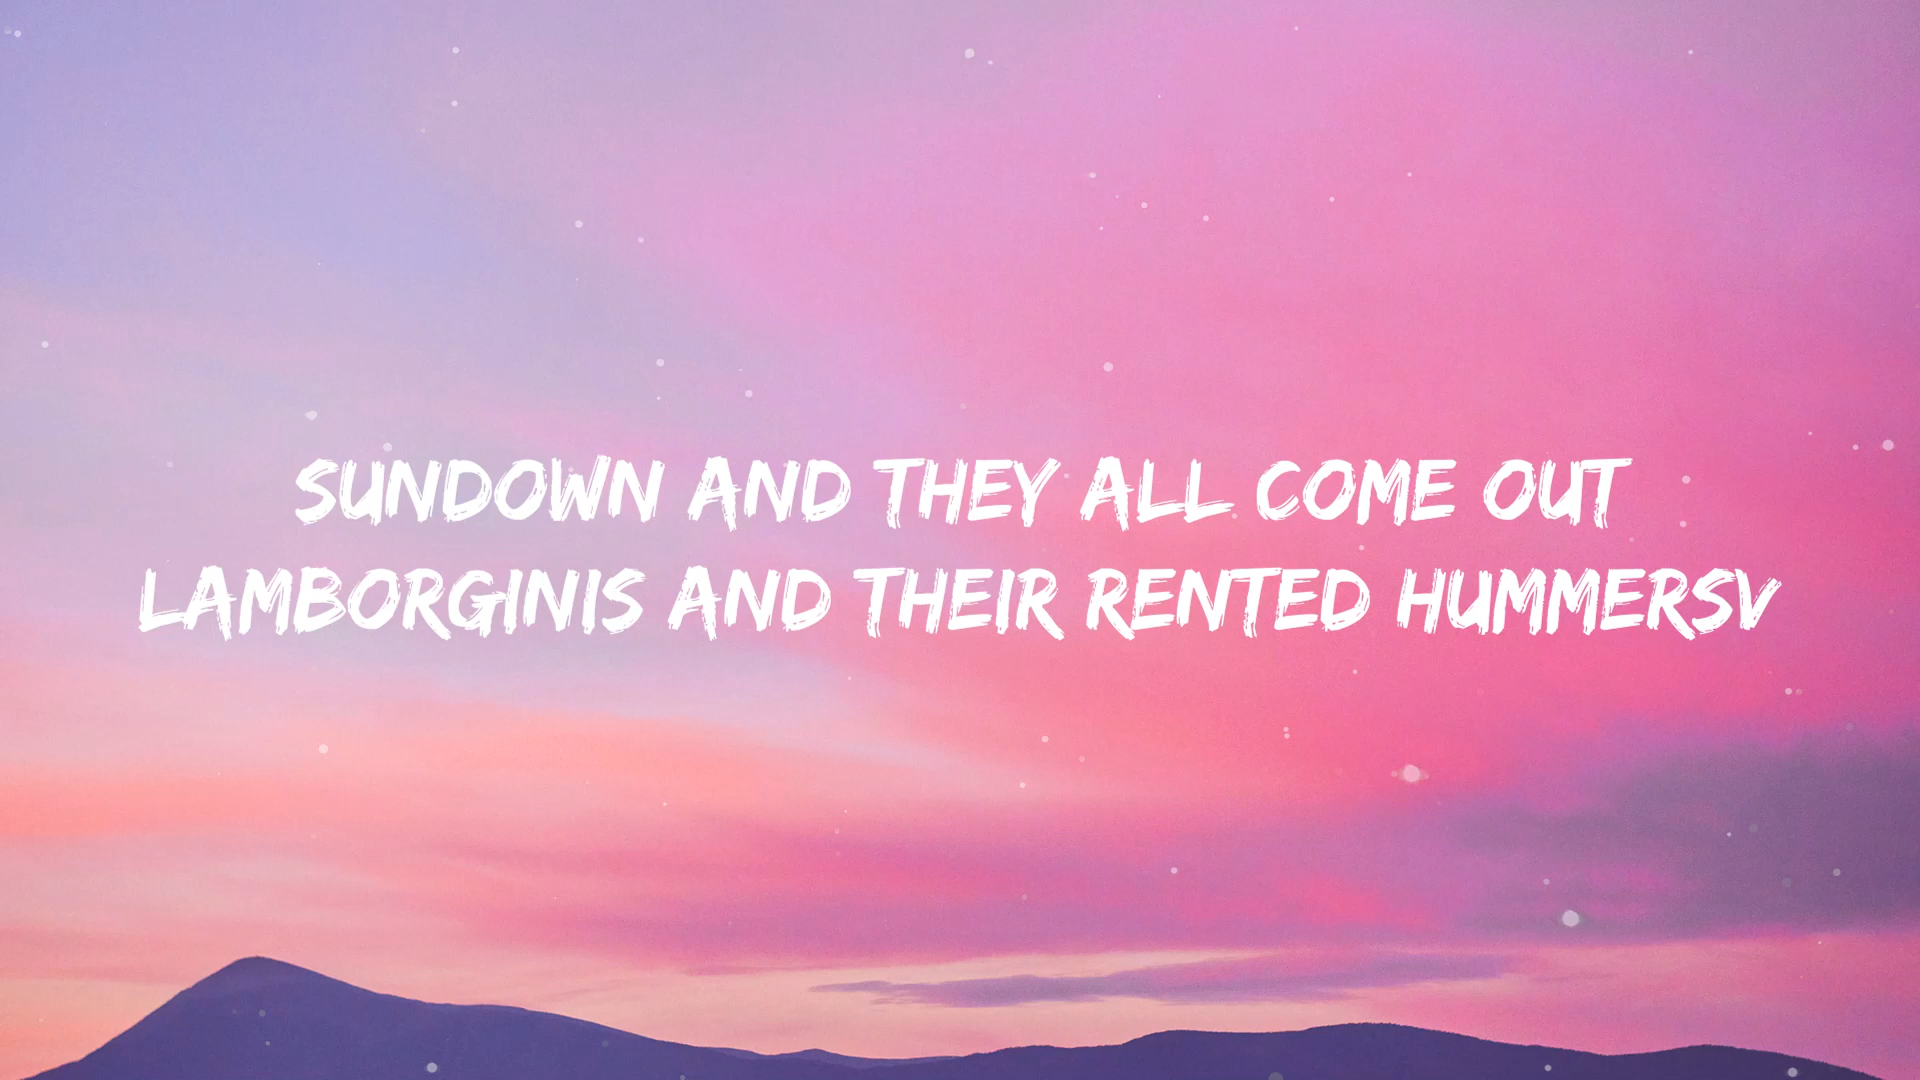 SUNDOWN AND THEY ALL COME OUT
LAMBORGINIS AND THEIR RENTED HUMMERSV